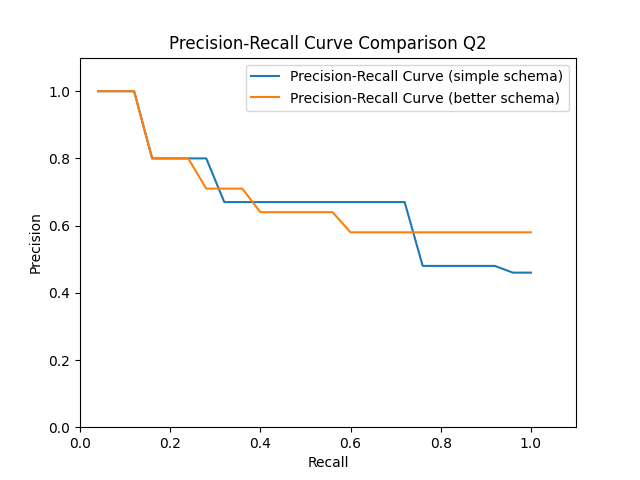 Precision-Recall Curve Comparison Q2
Precision-Recall Curve (simple schema)
Precision-Recall Curve (better schema)
1.0
0.8
0.6
0.4
0.2
0.0
Precision
0.0 0.2 0.4 0.6 0.8 1.0
Recall